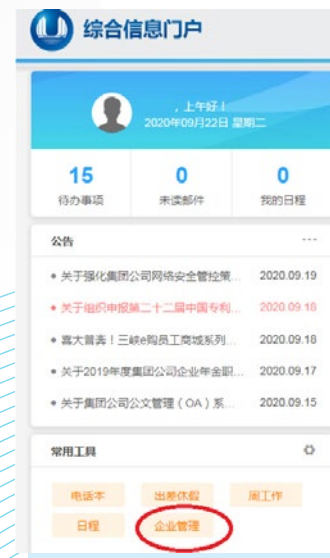 综合信息门户
，上午好！
2020年09月22日 星期二
15
0
0
待办事项
未读邮件
我的日程
公告
...
• 关于强化集团公司网络安全管控策... 2020.09.19
• 关于组织申报第二十二届中国专利... 2020.09.18
• 喜大普奔！三峡e购员工商城系列... 2020.09.18
• 关于2019年度集团公司企业年金职... 2020.09.17
• 关于集团公司公文管理（OA）系... 2020.09.15
常用工具
电话本
出差休假
周工作
日程
企业管理